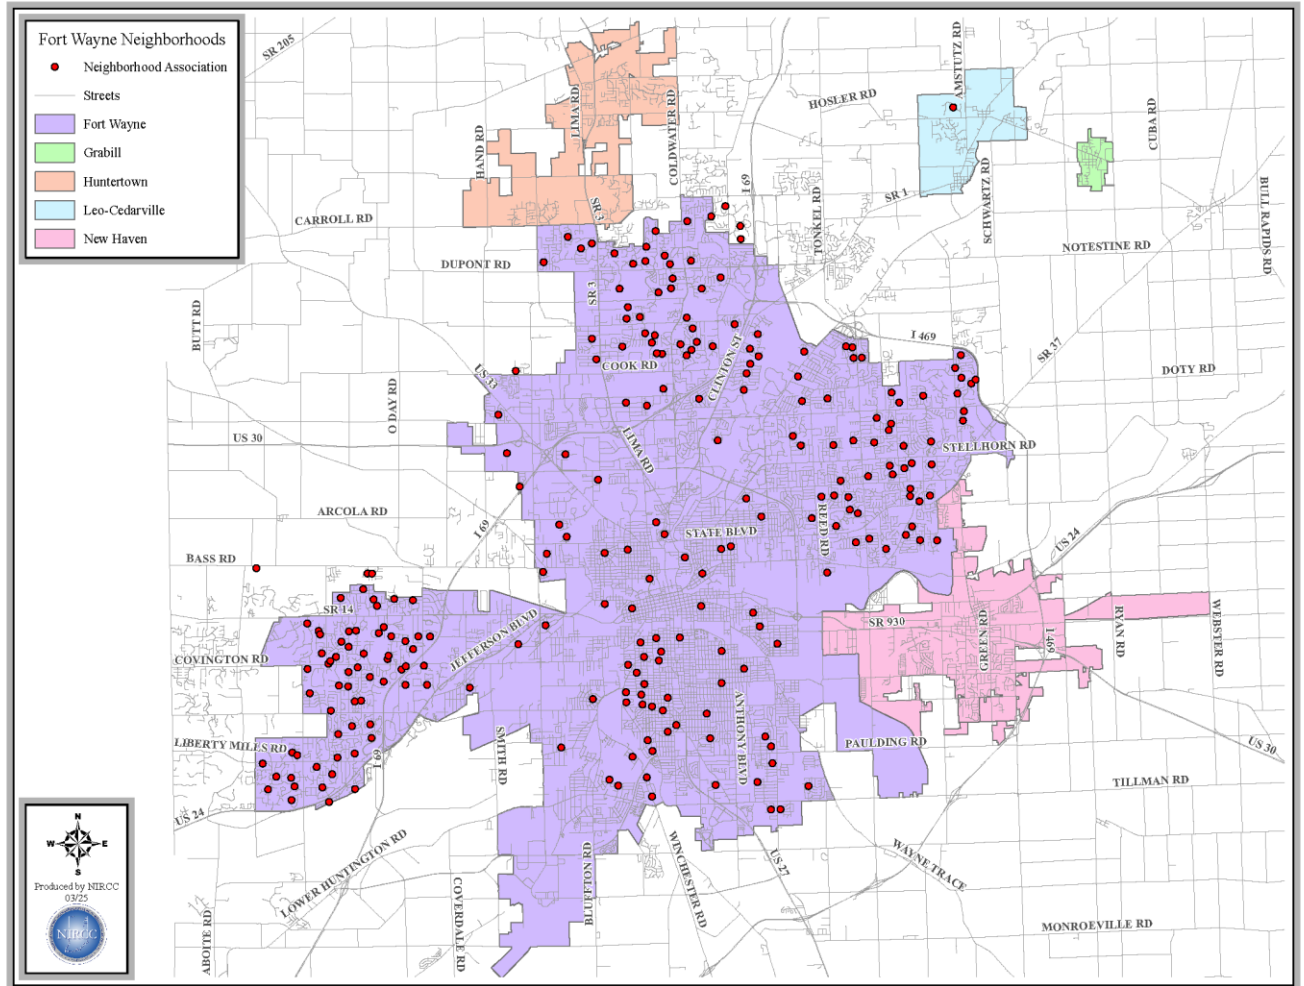 Fort Wayne Neighborhoods
Neighborhood Association
Streets
Fort Wayne
Grabill
Huntertown
Leo-Cedarville
New Haven
SR 205
HAND RD
LIMA RD
COLDWATER RD
I 69
HOSLER RD
AMSTUTZ RD
CUBA RD
SCHWARTZ RD
BULL RAPIDS RD
TONKEL RD
SR 1
CARROLL RD
SR 3
NOTESTINE RD
DUPONT RD
SR 3
BUTT RD
I 469
SR 37
DOTY RD
COOK RD
CLINTON ST
US 33
O DAY RD
US 30
LIMA RD
STELLHORN RD
ARCOLA RD
I 69
STATE BLVD
REED RD
US 24
BASS RD
SR 14
JEFFERSON BLVD
SR 930
GREEN RD
I 469
RYAN RD
WEBSTER RD
COVINGTON RD
ANTHONY BLVD
LIBERTY MILLS RD
I 69
SMITH RD
PAULDING RD
US 30
TILLMAN RD
US 24
LOWER HUNTINGTON RD
BLUFFTON RD
WINCHESTER RD
US 27
WAYNE TRACE
COVERDALE RD
ABOITE RD
MONROEVILLE RD
N
W
E
S
Produced by NIRCC
03/25
NIRCC